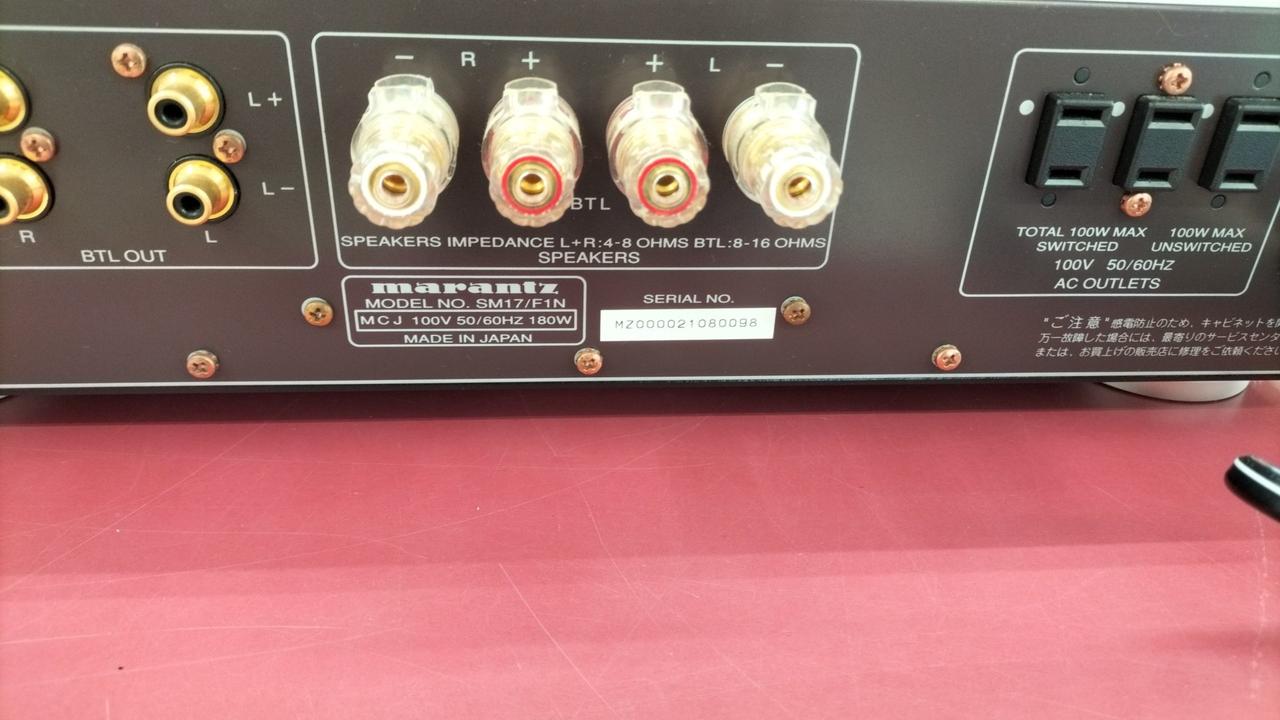 L+
L-
R
L
BTL OUT
- R + + L -
BTL
SPEAKERS IMPEDANCE L+R:4-8 OHMS BTL:8-16 OHMS
SPEAKERS
marantz
MODEL NO. SM17/F1N
MCJ 100V 50/60HZ 180W
MADE IN JAPAN
SERIAL NO.
MZ000021080098
TOTAL 100W MAX 100W MAX
SWITCHED UNSWITCHED
100V 50/60HZ
AC OUTLETS
"ご注意"感電防止のため、キャビネットを
万一故障した場合には、最寄りのサービスセンタ
または、お買上げの販売店に修理をご依頼くださ